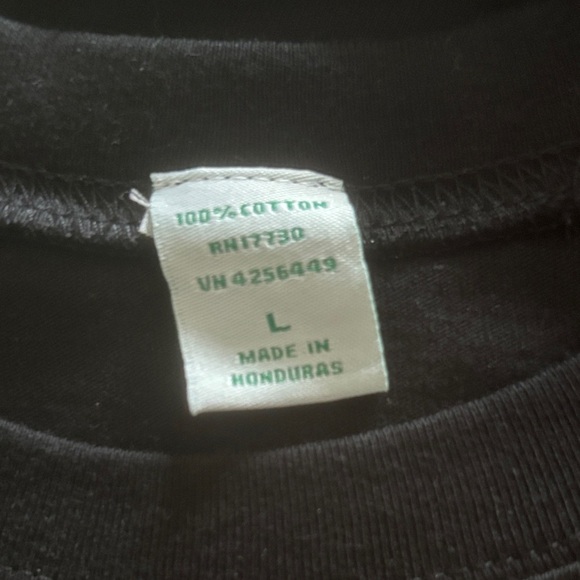 100% COTTON
RN17730
VN 4256449
L
MADE IN
HONDURAS